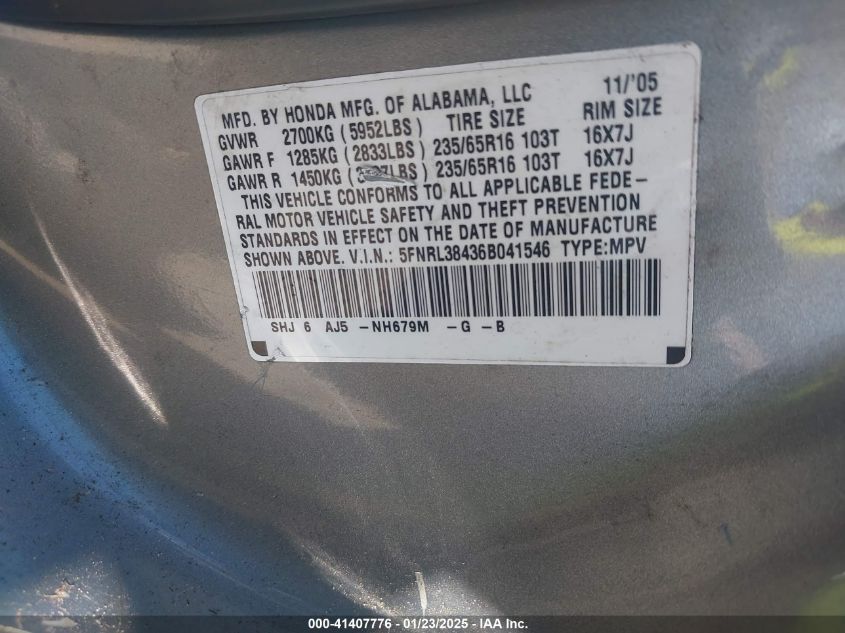 MFD. BY HONDA MFG. OF ALABAMA, LLC 11/'05
GVWR 2700KG (5952LBS) TIRE SIZE RIM SIZE
GAWR F 1285KG (2833LBS) 235/65R16 103T 16X7J
GAWR R 1450KG LBS) 235/65R16 103T 16X7J
THIS VEHICLE CONFORMS TO ALL APPLICABLE FEDE-
RAL MOTOR VEHICLE SAFETY AND THEFT PREVENTION
STANDARDS IN EFFECT ON THE DATE OF MANUFACTURE
SHOWN ABOVE. V.I.N.: 5FNRL38436B041546 TYPE:MPV
SHJ 6 AJ5 -NH679M -G -B
000-41407776 — 01/23/2025 — IAAI.com, Inc.